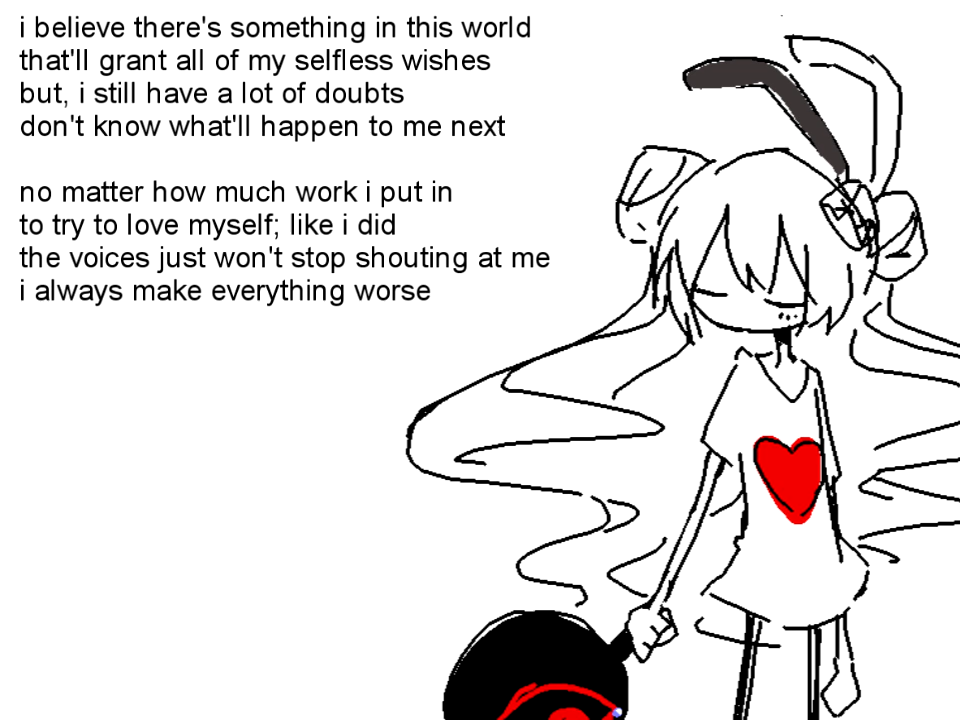 i believe there's something in this world
that'll grant all of my selfless wishes
but, i still have a lot of doubts
don't know what'll happen to me next

no matter how much work i put in
to try to love myself; like i did
the voices just won't stop shouting at me
i always make everything worse